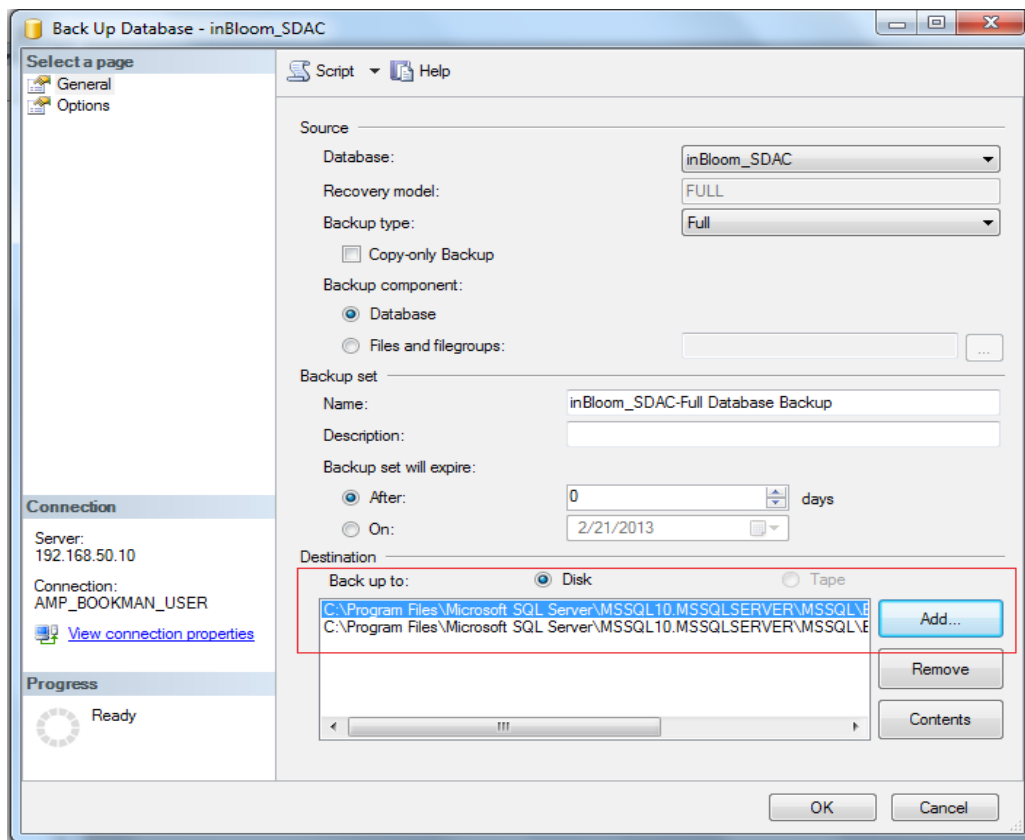 Back Up Database - inBloom_SDAC
Select a page
General
Options
Script Help
Source
Database: inBloom_SDAC
Recovery model: FULL
Backup type: Full
Copy-only Backup
Backup component:
Database
Files and filegroups: ...
Backup set
Name: inBloom_SDAC-Full Database Backup
Description:
Backup set will expire:
After: 0 days
On: 2/21/2013
Destination
Back up to: Disk Tape
C:\Program Files\Microsoft SQL Server\MSSQL10.MSSQLSERVER\MSSQL\
C:\Program Files\Microsoft SQL Server\MSSQL10.MSSQLSERVER\MSSQL\
Add...
Remove
Contents
Connection
Server:
192.168.50.10
Connection:
AMP_BOOKMAN_USER
View connection properties
Progress
Ready
OK Cancel